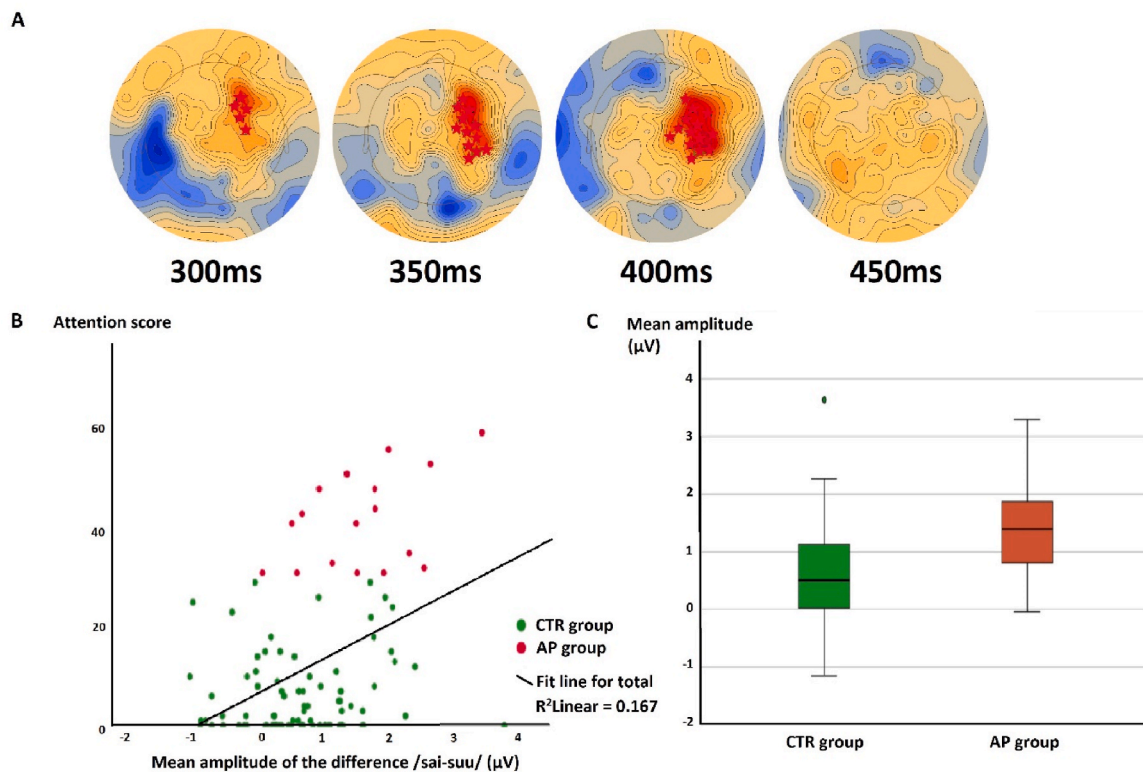 A
300ms
350ms
400ms
450ms
B
Attention score
60
40
20
0
-2
-1
0
1
2
3
4
Mean amplitude of the difference /sai-suu/ (µV)
CTR group
AP group
Fit line for total
R²Linear = 0.167
C
Mean amplitude
(µV)
4
3
2
1
0
-1
-2
CTR group
AP group